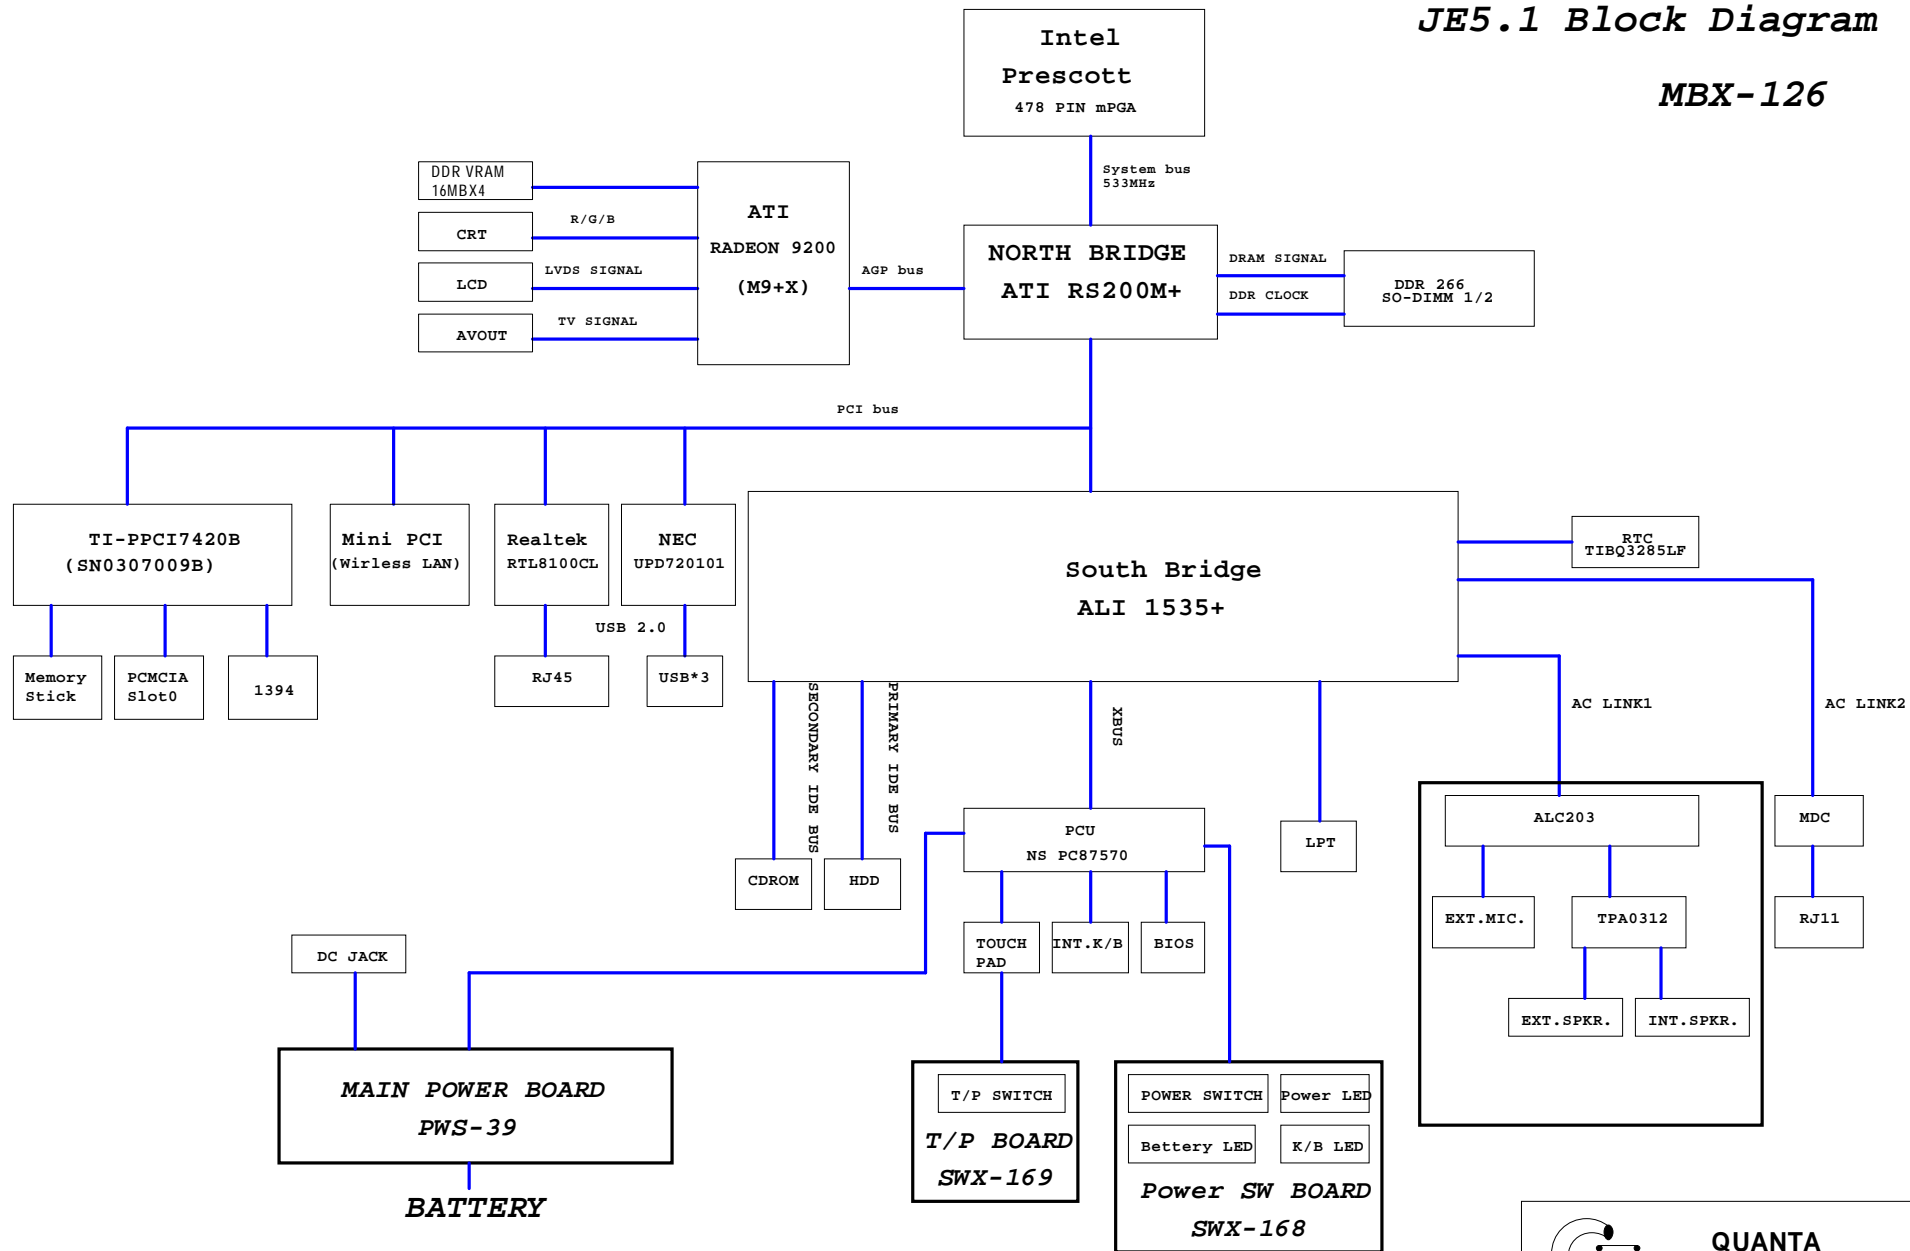 JE5.1 Block Diagram
MBX-126
Intel
Prescott
478 PIN mPGA
System bus
533MHz
DDR VRAM
16MBX4
CRT
LCD
AVOUT
R/G/B
LVDS SIGNAL
TV SIGNAL
ATI
RADEON 9200
(M9+X)
AGP bus
NORTH BRIDGE
ATI RS200M+
DRAM SIGNAL
DDR CLOCK
DDR 266
SO-DIMM 1/2
PCI bus
TI-PPCI7420B
(SN0307009B)
Mini PCI
(Wirless LAN)
Realtek
RTL8100CL
NEC
UPD720101
USB 2.0
South Bridge
ALI 1535+
RTC
TIBQ3285LF
Memory
Stick
PCMCIA
Slot0
1394
RJ45
USB*3
SECONDARY IDE BUS
PRIMARY IDE BUS
XBUS
AC LINK1
AC LINK2
CDROM
HDD
PCU
NS PC87570
LPT
ALC203
MDC
EXT.MIC.
TPA0312
RJ11
EXT.SPKR.
INT.SPKR.
TOUCH
PAD
INT.K/B
BIOS
DC JACK
MAIN POWER BOARD
PWS-39
BATTERY
T/P SWITCH
T/P BOARD
SWX-169
POWER SWITCH
Power LED
Bettery LED
K/B LED
Power SW BOARD
SWX-168
QUANTA